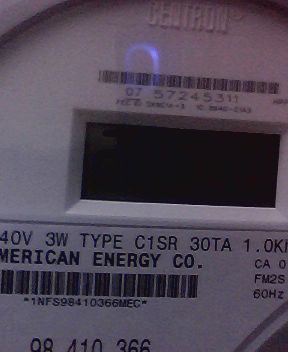 CENTRON®
07 57245311
40V 3W TYPE C1SR 30TA 1.0K
MERICAN ENERGY CO.
CA 0
FM2S
*1NFS98410366MEC*
60Hz
98 410 366